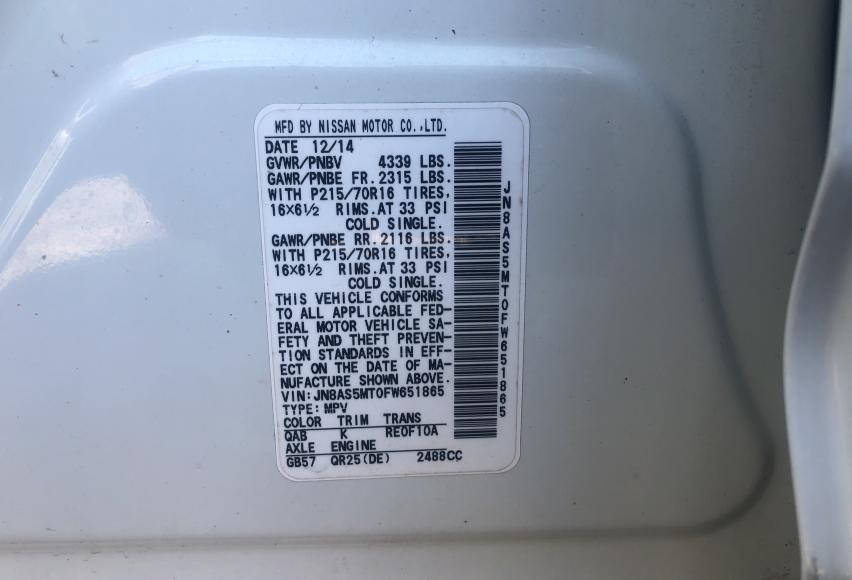 MFD BY NISSAN MOTOR CO.,LTD.
DATE 12/14
GVWR/PNBV 4339 LBS.
GAWR/PNBE FR.2315 LBS.
WITH P215/70R16 TIRES,
16X6½ RIMS.AT 33 PSI
COLD SINGLE.
GAWR/PNBE RR.2116 LBS.
WITH P215/70R16 TIRES,
16X6½ RIMS.AT 33 PSI
COLD SINGLE.
THIS VEHICLE CONFORMS
TO ALL APPLICABLE FED-
ERAL MOTOR VEHICLE SA-
FETY AND THEFT PREVEN-
TION STANDARDS IN EFF-
ECT ON THE DATE OF MA-
NUFACTURE SHOWN ABOVE.
VIN:JN8AS5MT0FW651865
TYPE:MPV
COLOR TRIM TRANS
QAB K RE0F10A
AXLE ENGINE
GB57 QR25(DE) 2488CC
JN8AS5MT0FW651865